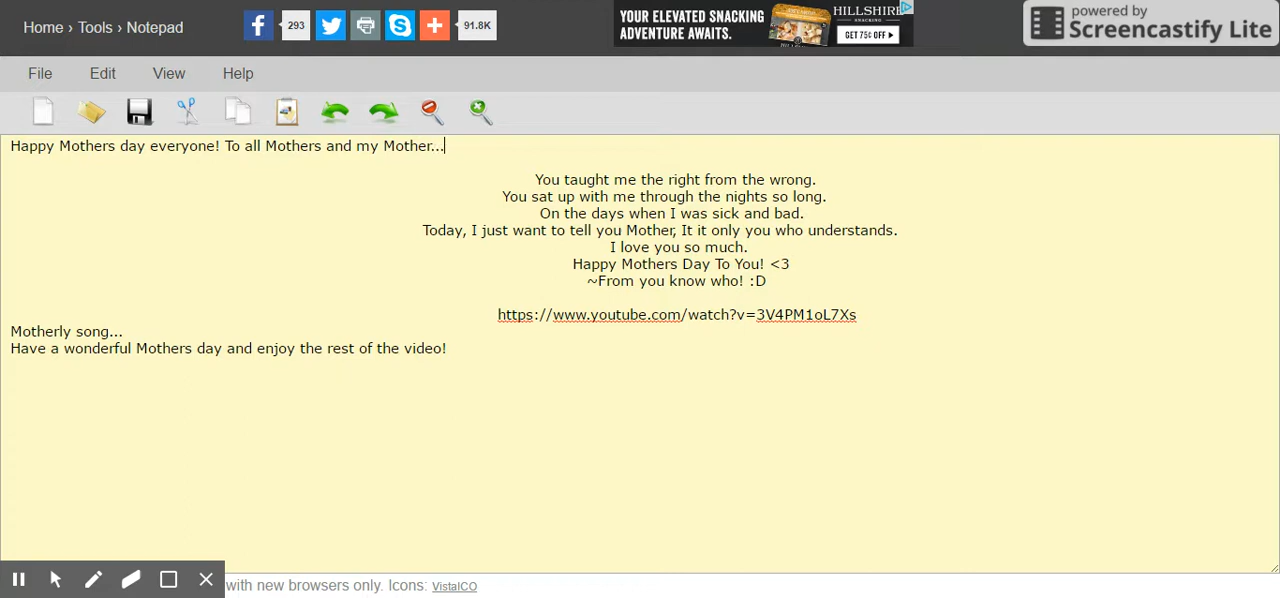 Home › Tools › Notepad
293
91.8K
YOUR ELEVATED SNACKING
ADVENTURE AWAITS.
HILLSHIRE
SNACKING
GET 75¢ OFF
powered by
Screencastify Lite
File Edit View Help
Happy Mothers day everyone! To all Mothers and my Mother...
You taught me the right from the wrong.
You sat up with me through the nights so long.
On the days when I was sick and bad.
Today, I just want to tell you Mother, It it only you who understands.
I love you so much.
Happy Mothers Day To You! <3
~From you know who! :D
https://www.youtube.com/watch?v=3V4PM1oL7Xs
Motherly song...
Have a wonderful Mothers day and enjoy the rest of the video!
with new browsers only. Icons: VistaICO